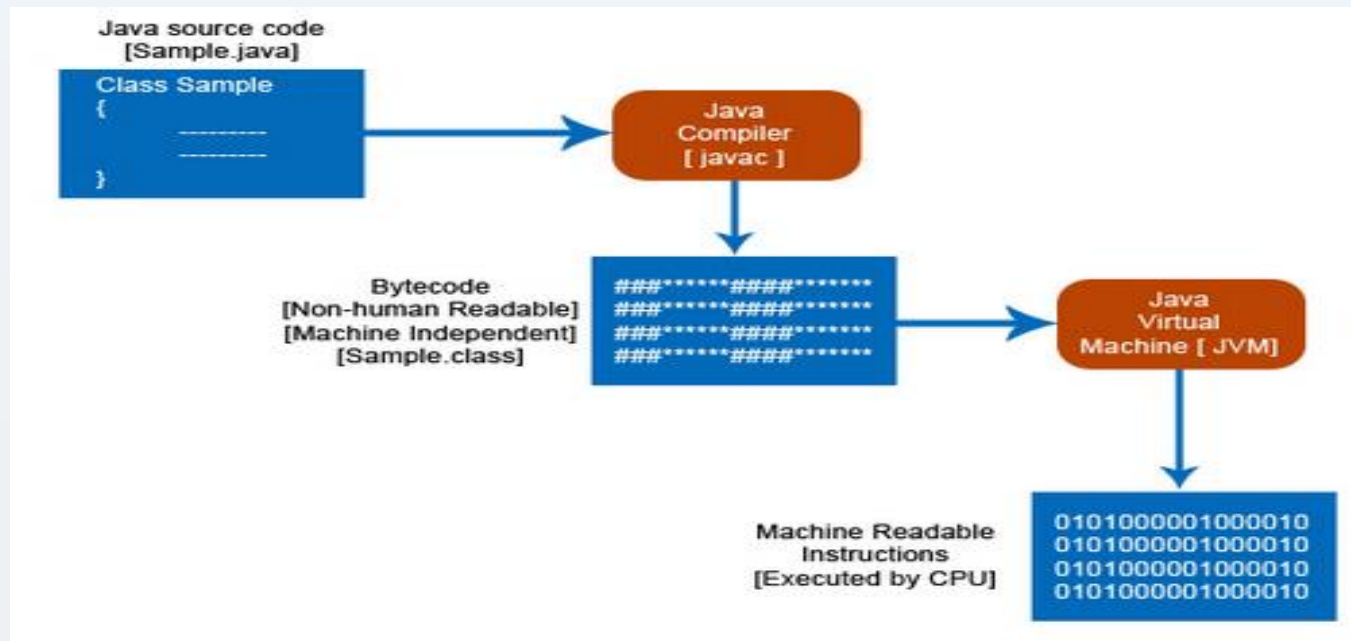 Java source code
[Sample.java]
Class Sample
{
---------
---------
}
Java
Compiler
[ javac ]
Bytecode
[Non-human Readable]
[Machine Independent]
[Sample.class]
###******####*******
###******####*******
###******####*******
###******####*******
Java
Virtual
Machine [ JVM]
Machine Readable
Instructions
[Executed by CPU]
0101000001000010
0101000001000010
0101000001000010
0101000001000010